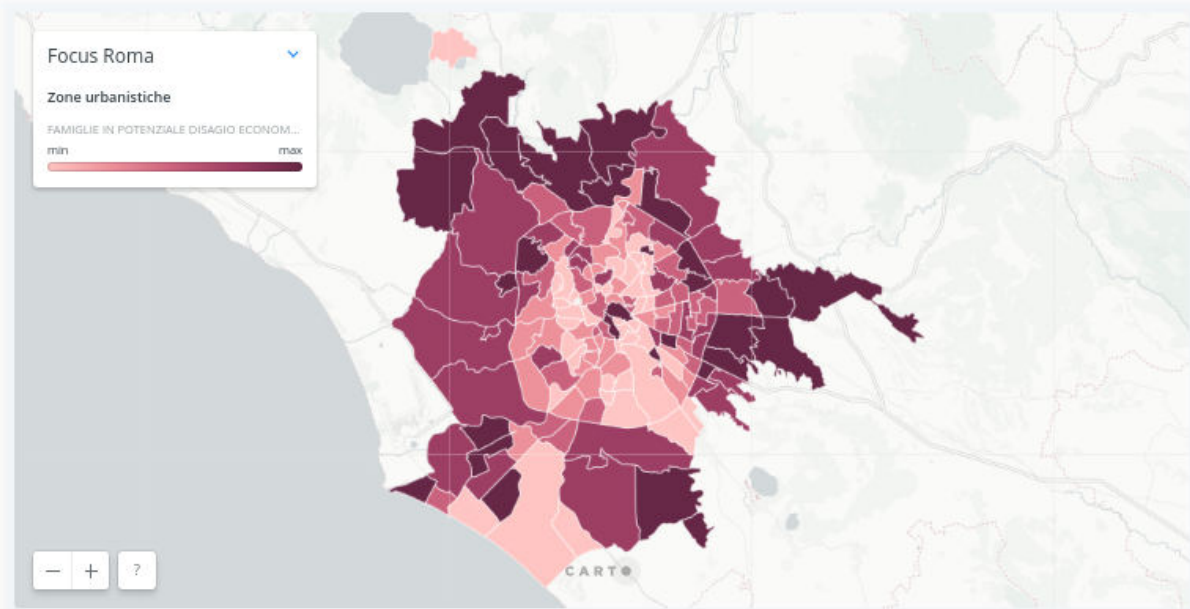 Focus Roma
Zone urbanistiche
FAMIGLIE IN POTENZIALE DISAGIO ECONOM...
min max
− + ?
CARTO